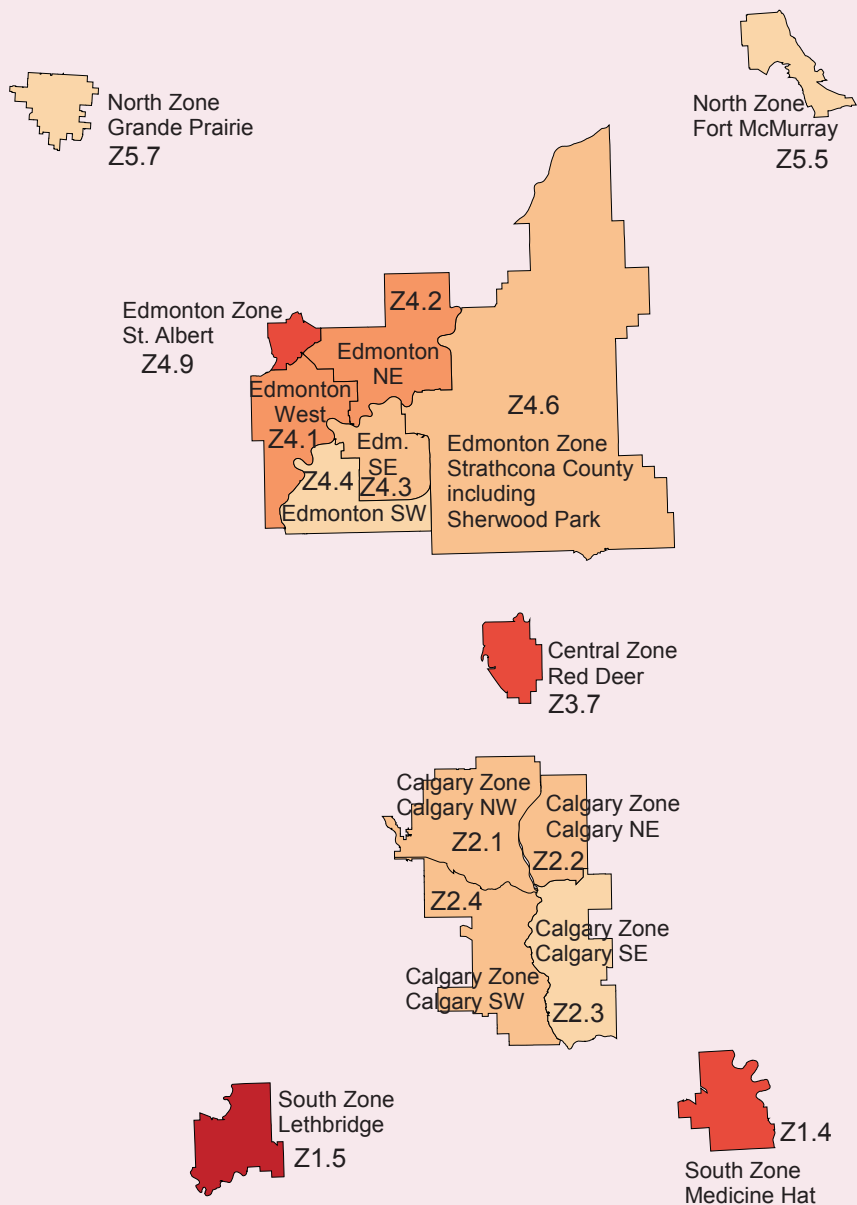 North Zone
Grande Prairie
Z5.7
North Zone
Fort McMurray
Z5.5
Edmonton Zone
St. Albert
Z4.9
Z4.2
Edmonton
NE
Edmonton
West
Z4.1
Edm.
SE
Z4.3
Z4.4
Edmonton SW
Z4.6
Edmonton Zone
Strathcona County
including
Sherwood Park
Central Zone
Red Deer
Z3.7
Calgary Zone
Calgary NW
Z2.1
Calgary Zone
Calgary NE
Z2.2
Z2.4
Calgary Zone
Calgary SW
Calgary Zone
Calgary SE
Z2.3
South Zone
Lethbridge
Z1.5
Z1.4
South Zone
Medicine Hat